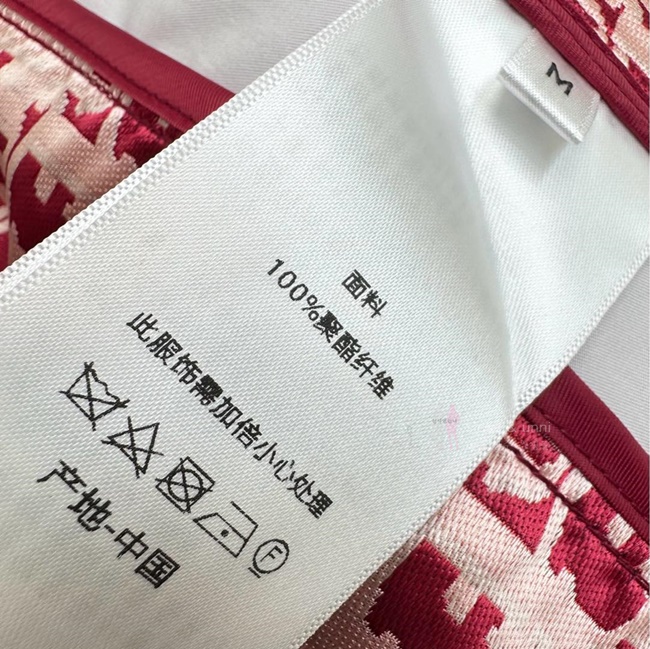 M
面料
100%聚酯纤维
此服饰需加倍小心处理
F
产地-中国